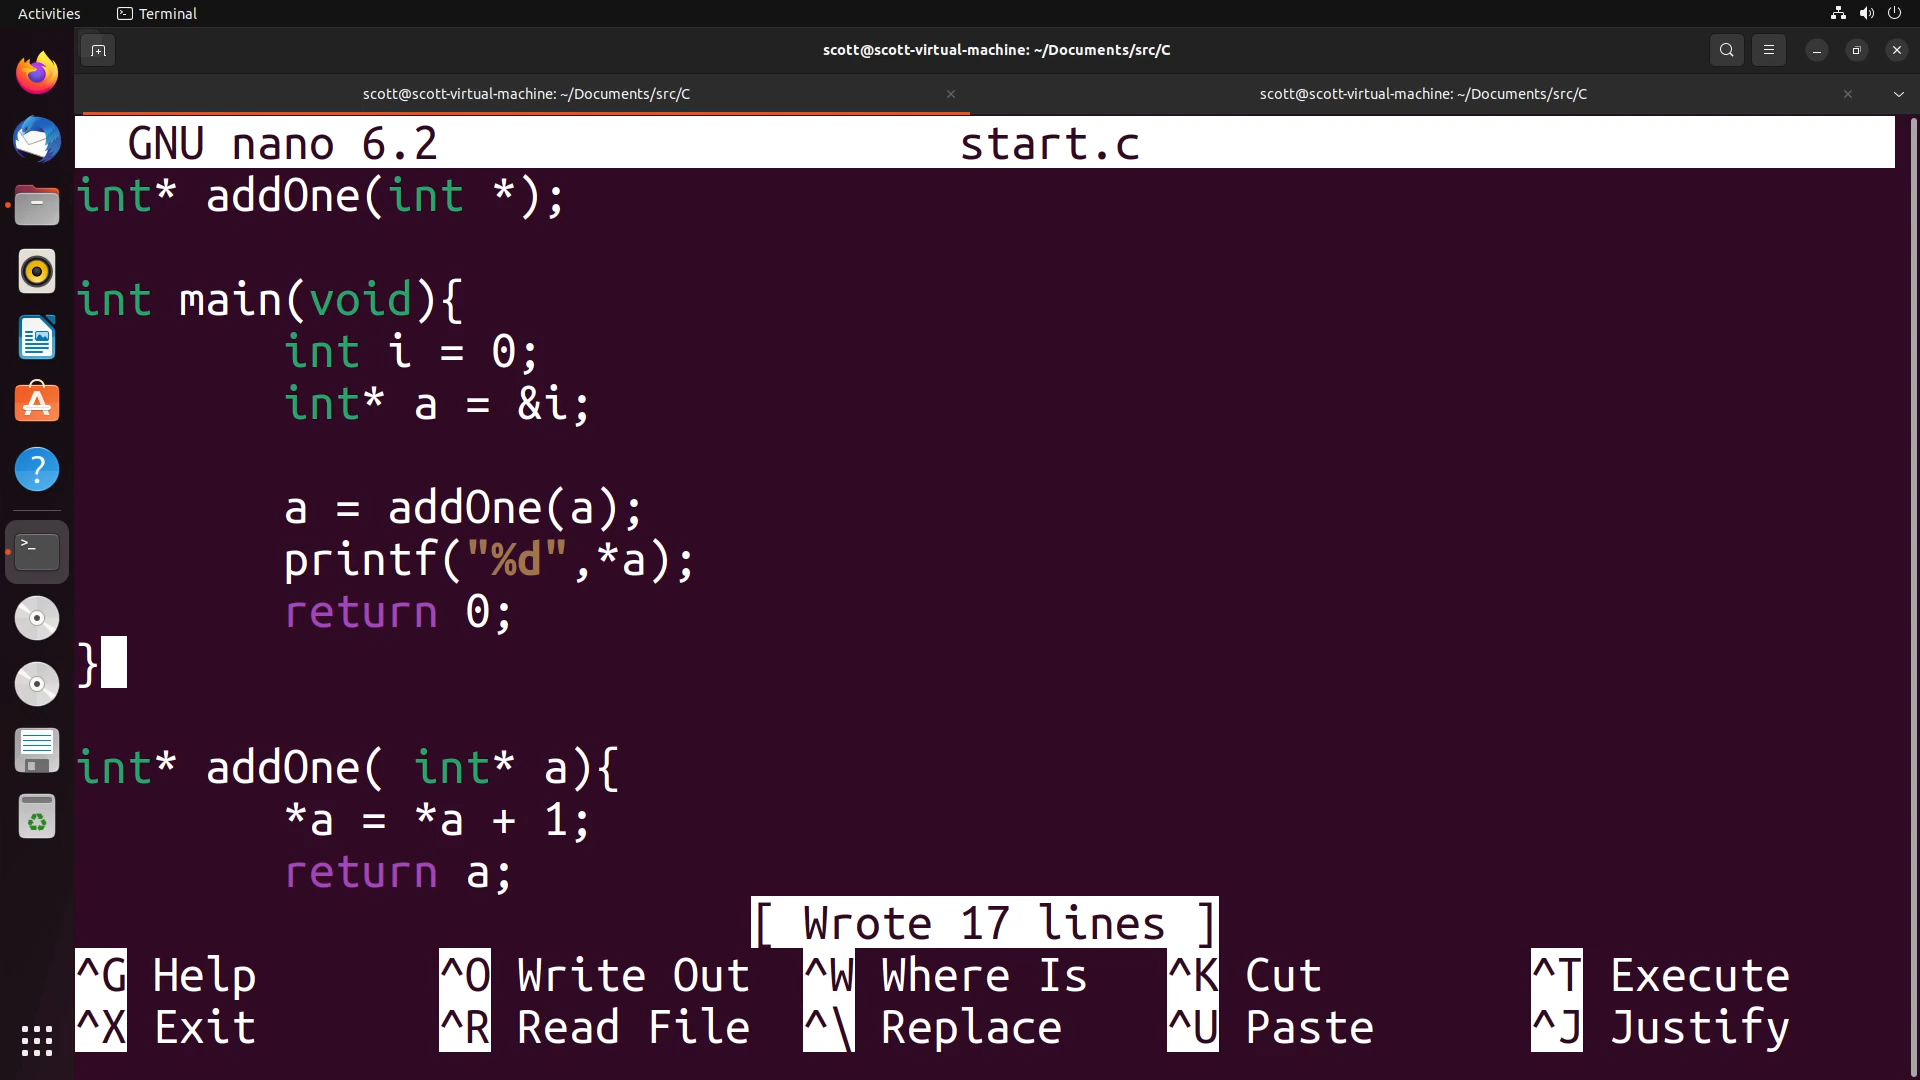 Activities
Terminal
scott@scott-virtual-machine: ~/Documents/src/C
scott@scott-virtual-machine: ~/Documents/src/C
scott@scott-virtual-machine: ~/Documents/src/C
GNU nano 6.2 start.c
int* addOne(int *);
int main(void){
int i = 0;
int* a = &i;
a = addOne(a);
printf("%d",*a);
return 0;
}
int* addOne( int* a){
*a = *a + 1;
return a;
[ Wrote 17 lines ]
^G Help ^O Write Out ^W Where Is ^K Cut ^T Execute
^X Exit ^R Read File ^\ Replace ^U Paste ^J Justify